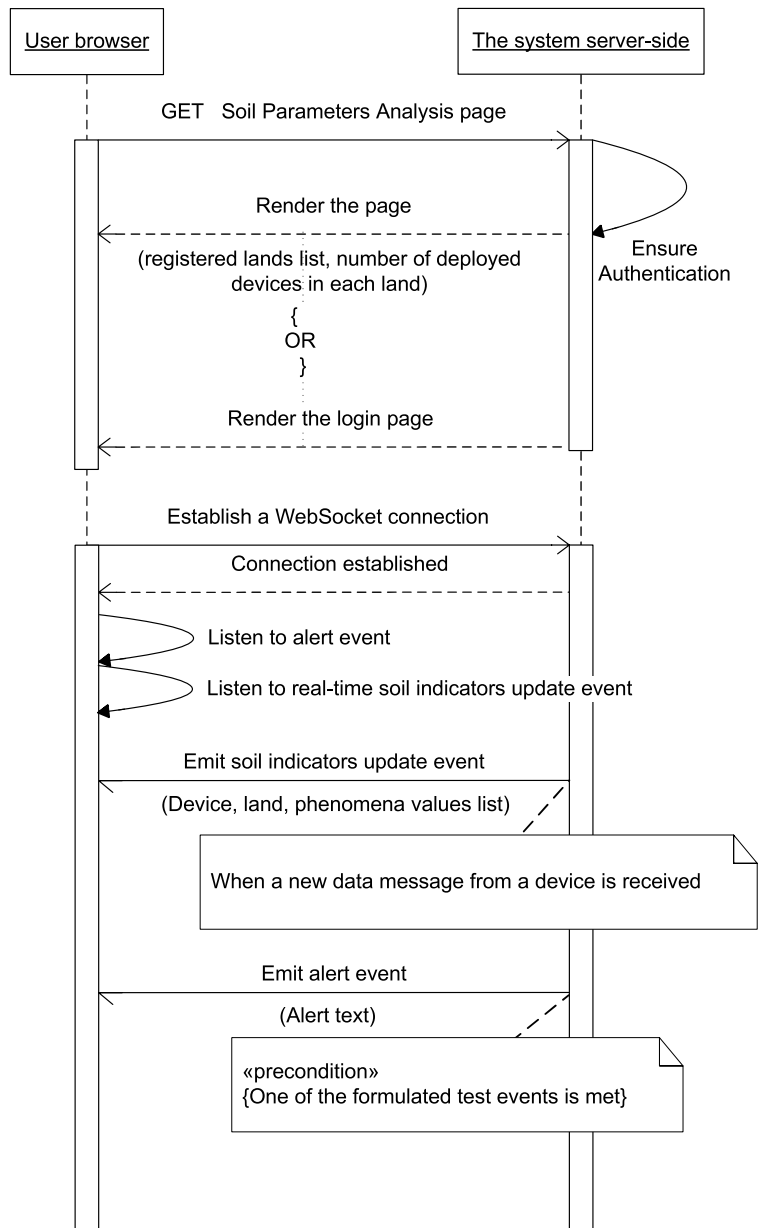 User browser
The system server-side
GET   Soil Parameters Analysis page
Render the page
Ensure
Authentication
(registered lands list, number of deployed
devices in each land)
{
OR
}
Render the login page
Establish a WebSocket connection
Connection established
Listen to alert event
Listen to real-time soil indicators update event
Emit soil indicators update event
(Device, land, phenomena values list)
When a new data message from a device is received
Emit alert event
(Alert text)
«precondition»
{One of the formulated test events is met}